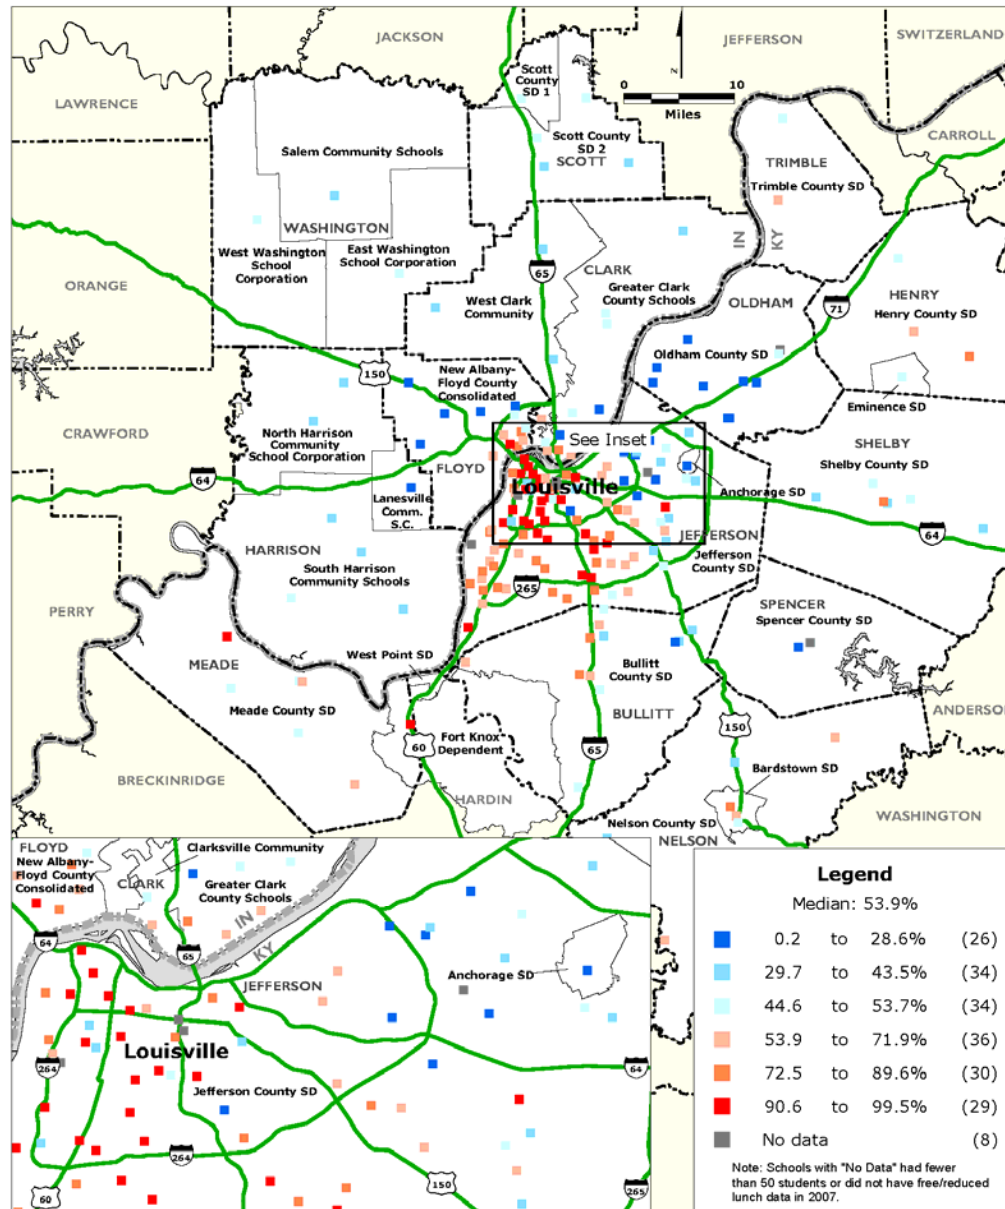 JACKSON
JEFFERSON
SWITZERLAND
LAWRENCE
Scott
County
SD 1
N
0 10
Miles
CARROLL
Scott County
SD 2
SCOTT
Salem Community Schools
TRIMBLE
Trimble County SD
WASHINGTON
West Washington
School
Corporation
East Washington
School Corporation
IN
KY
65
CLARK
ORANGE
West Clark
Community
Greater Clark
County Schools
OLDHAM
71
HENRY
Henry County SD
150
New Albany-
Floyd County
Consolidated
Oldham County SD
Eminence SD
CRAWFORD
North Harrison
Community
School Corporation
See Inset
SHELBY
Shelby County SD
FLOYD
64
Louisville
Anchorage SD
Lanesville
Comm.
S.C.
64
HARRISON
JEFFERSON
Jefferson
County SD
South Harrison
Community Schools
265
PERRY
SPENCER
Spencer County SD
MEADE
West Point SD
Bullitt
County SD
Meade County SD
BULLITT
ANDERSON
150
Fort Knox
Dependent
60
65
BRECKINRIDGE
Bardstown SD
HARDIN
WASHINGTON
Nelson County SD
NELSON
FLOYD
New Albany-
Floyd County
Consolidated
Clarksville Community
CLARK
Greater Clark
County Schools
IN
KY
64
65
JEFFERSON
Anchorage SD
Louisville
264
64
Jefferson County SD
264
150
60
265
Legend
Median: 53.9%
0.2 to 28.6% (26)
29.7 to 43.5% (34)
44.6 to 53.7% (34)
53.9 to 71.9% (36)
72.5 to 89.6% (30)
90.6 to 99.5% (29)
No data (8)
Note: Schools with "No Data" had fewer
than 50 students or did not have free/reduced
lunch data in 2007.